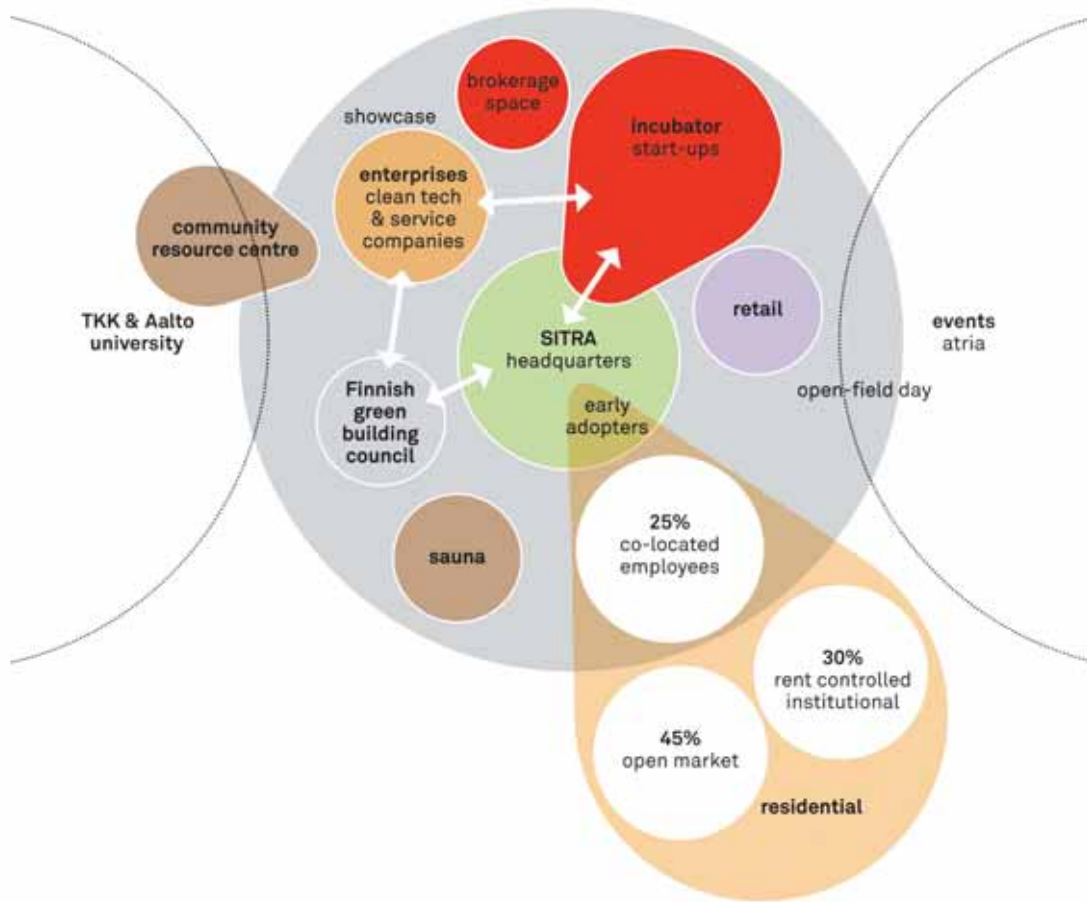 brokerage
space
showcase
incubator
start-ups
enterprises
clean tech
& service
companies
community
resource centre
TKK & Aalto
university
retail
events
atria
SITRA
headquarters
open-field day
Finnish
green
building
council
early
adopters
25%
co-located
employees
sauna
30%
rent controlled
institutional
45%
open market
residential